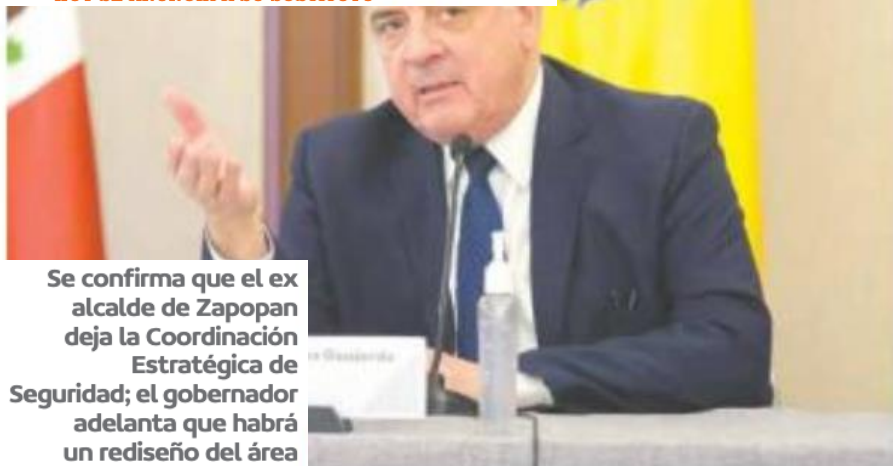 Se confirma que el ex
alcalde de Zapopan
deja la Coordinación
Estratégica de
Seguridad; el gobernador
adelanta que habrá
un rediseño del área